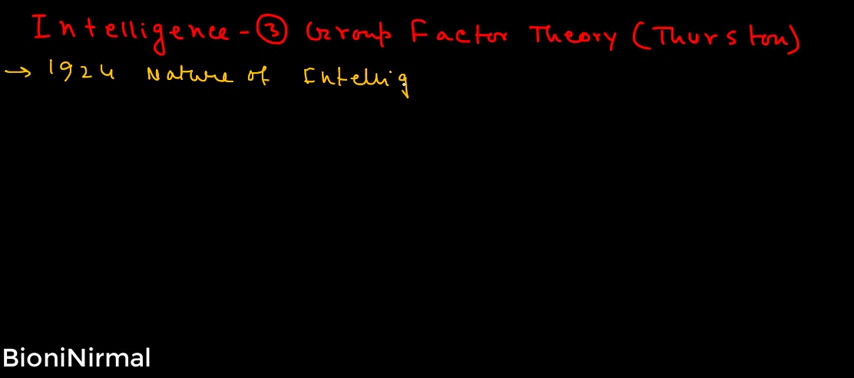 Intelligence - ③ Group Factor Theory (Thurston)
→ 1924 Nature of Intellig
BioniNirmal